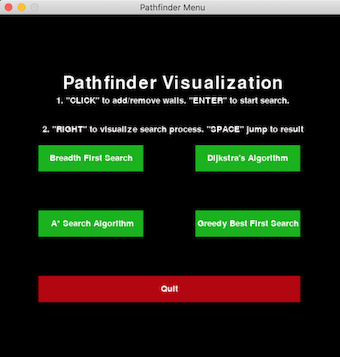 Pathfinder Menu
Pathfinder Visualization
1. "CLICK" to add/remove walls. "ENTER" to start search.
2. "RIGHT" to visualize search process. "SPACE" jump to result
Breadth First Search
Dijkstra's Algorithm
A* Search Algorithm
Greedy Best First Search
Quit